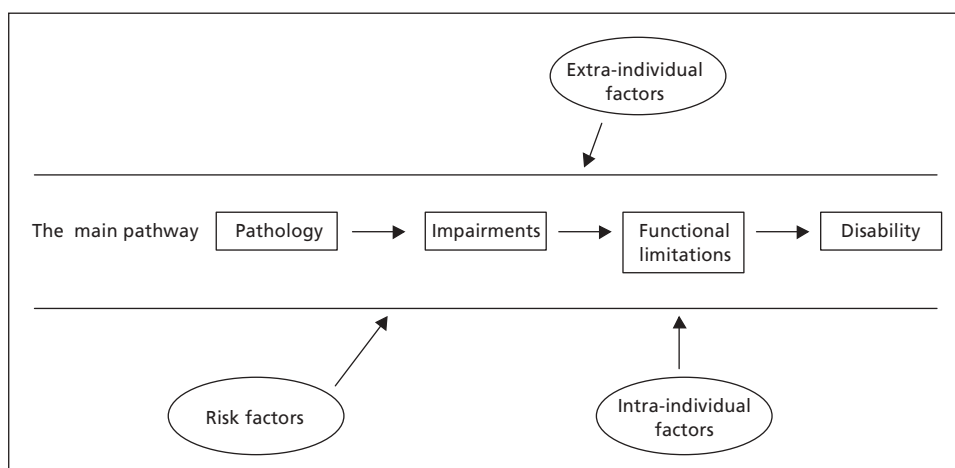 Extra-individual
factors
The main pathway
Pathology
Impairments
Functional
limitations
Disability
Risk factors
Intra-individual
factors